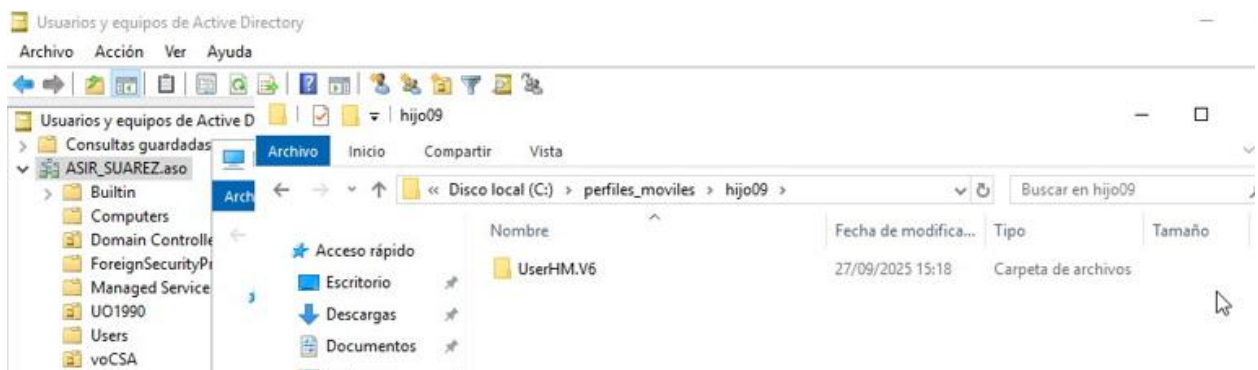 Usuarios y equipos de Active Directory
Archivo Acción Ver Ayuda
hijo09
Usuarios y equipos de Active D
Consultas guardadas
ASIR_SUAREZ.aso
Builtin
Computers
Domain Controlle
ForeignSecurityPr
Managed Service
UO1990
Users
voCSA
Arch
Archivo Inicio Compartir Vista
« Disco local (C:) > perfiles_moviles > hijo09 >
Buscar en hijo09
Acceso rápido
Escritorio
Descargas
Documentos
Nombre Fecha de modifica... Tipo Tamaño
UserHM.V6 27/09/2025 15:18 Carpeta de archivos